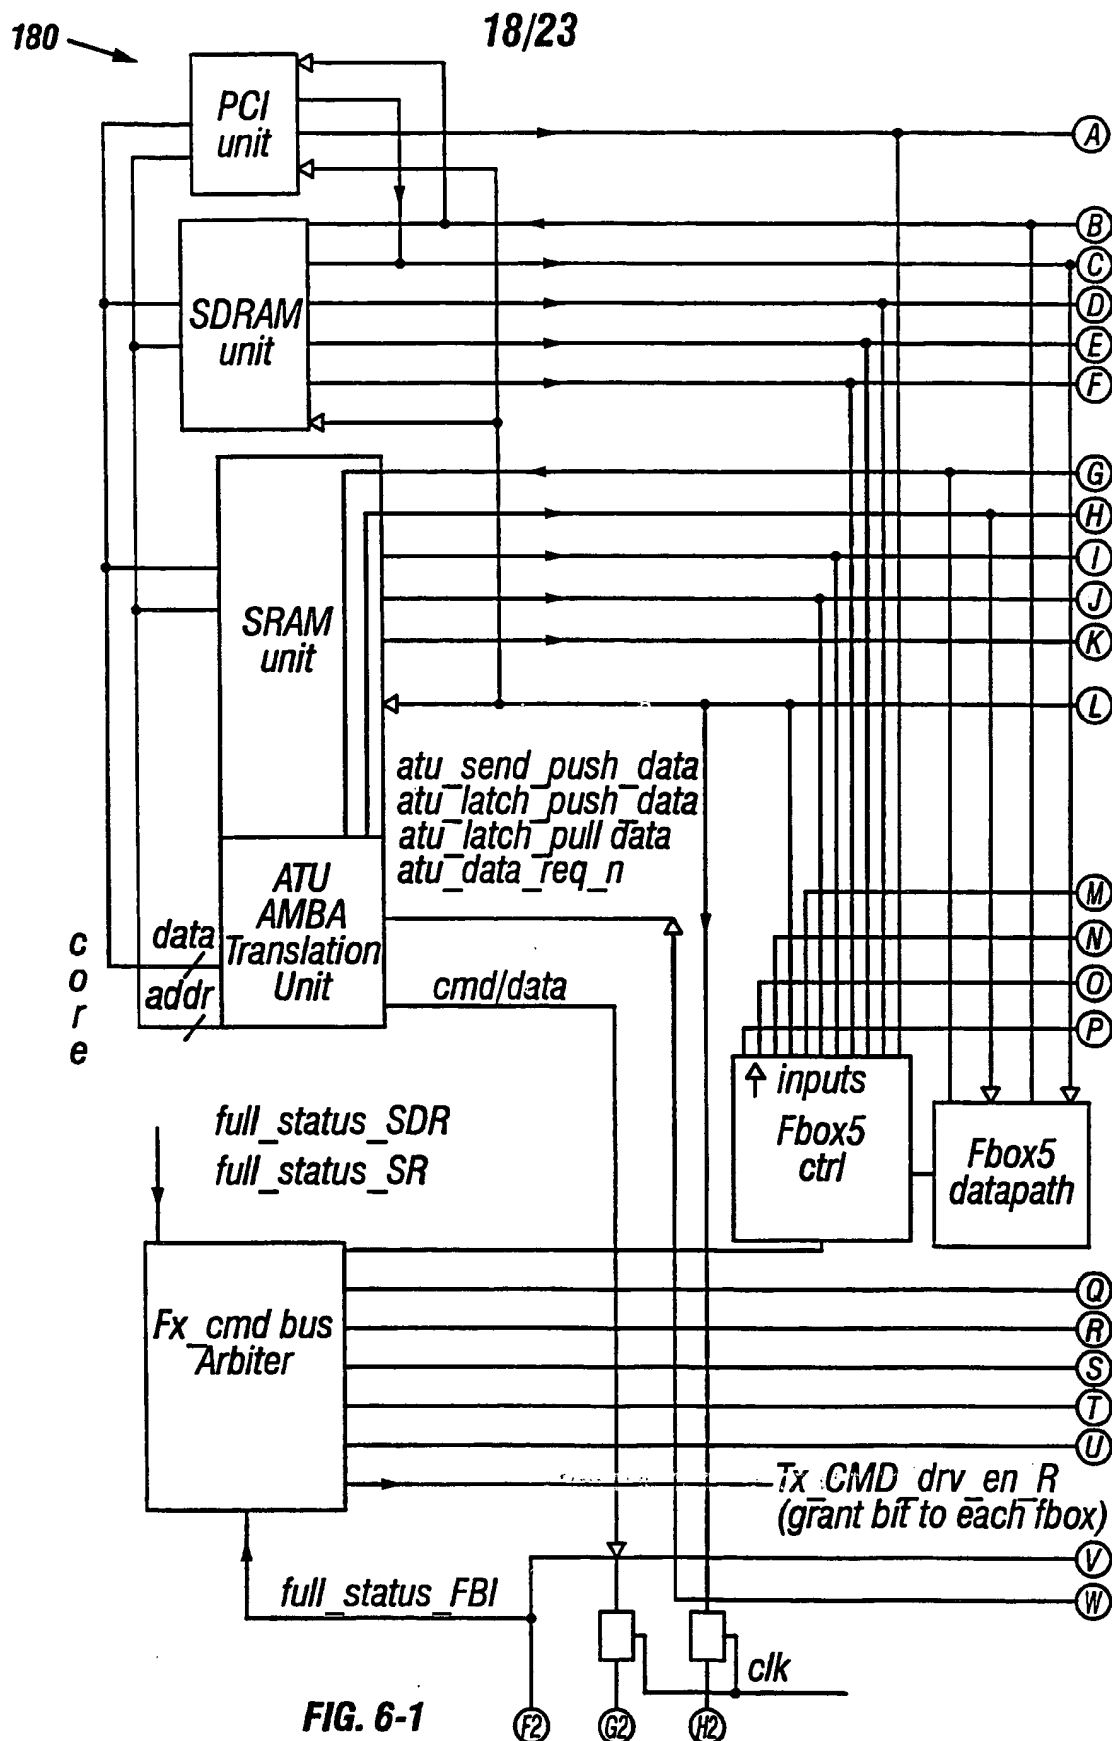 180
18/23
PCI
unit
A
B
C
SDRAM
unit
D
E
F
G
H
I
SRAM
unit
J
K
L
atu_send_push_data
atu_latch_push_data
atu_latch_pull data
atu_data_req_n
ATU
AMBA
Translation
Unit
core
data
addr
cmd/data
M
N
O
P
inputs
Fbox5
ctrl
Fbox5
datapath
full_status_SDR
full_status_SR
Fx_cmd bus
Arbiter
Q
R
S
T
U
Tx_CMD_drv_en_R
(grant bit to each fbox)
V
W
full_status_FBI
clk
FIG. 6-1
F2
G2
H2